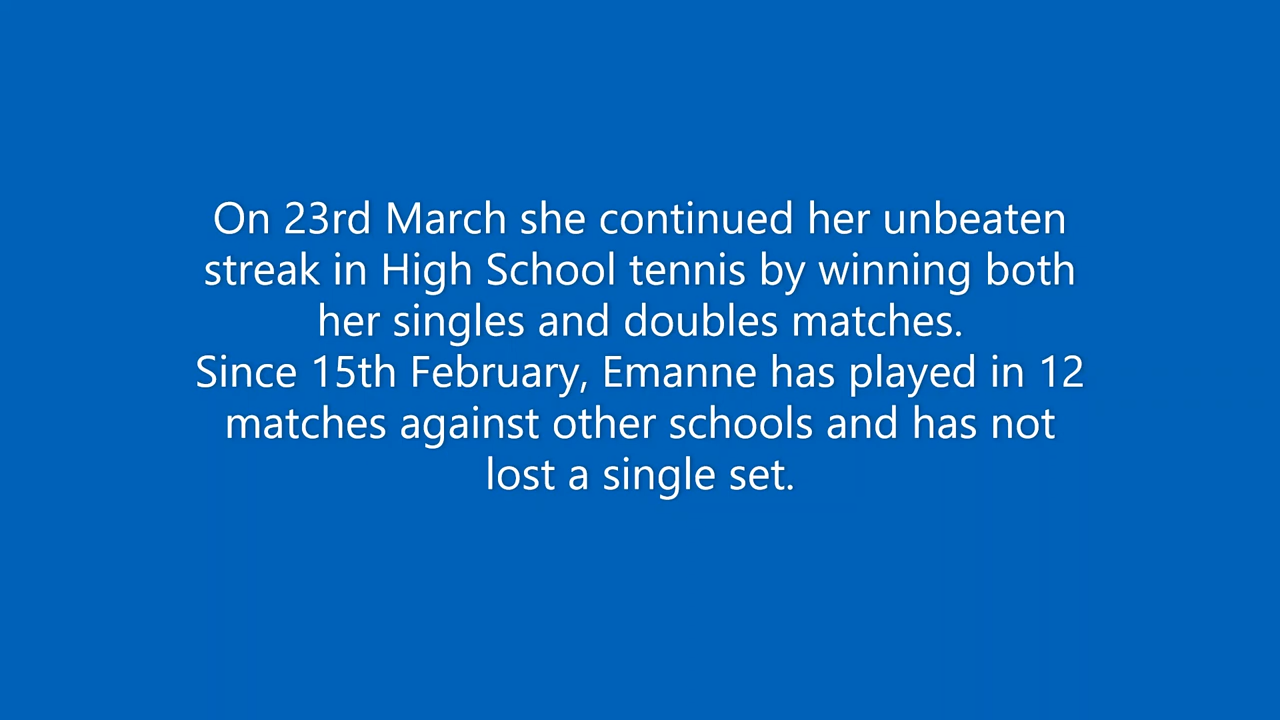 On 23rd March she continued her unbeaten
streak in High School tennis by winning both
her singles and doubles matches.
Since 15th February, Emanne has played in 12
matches against other schools and has not
lost a single set.